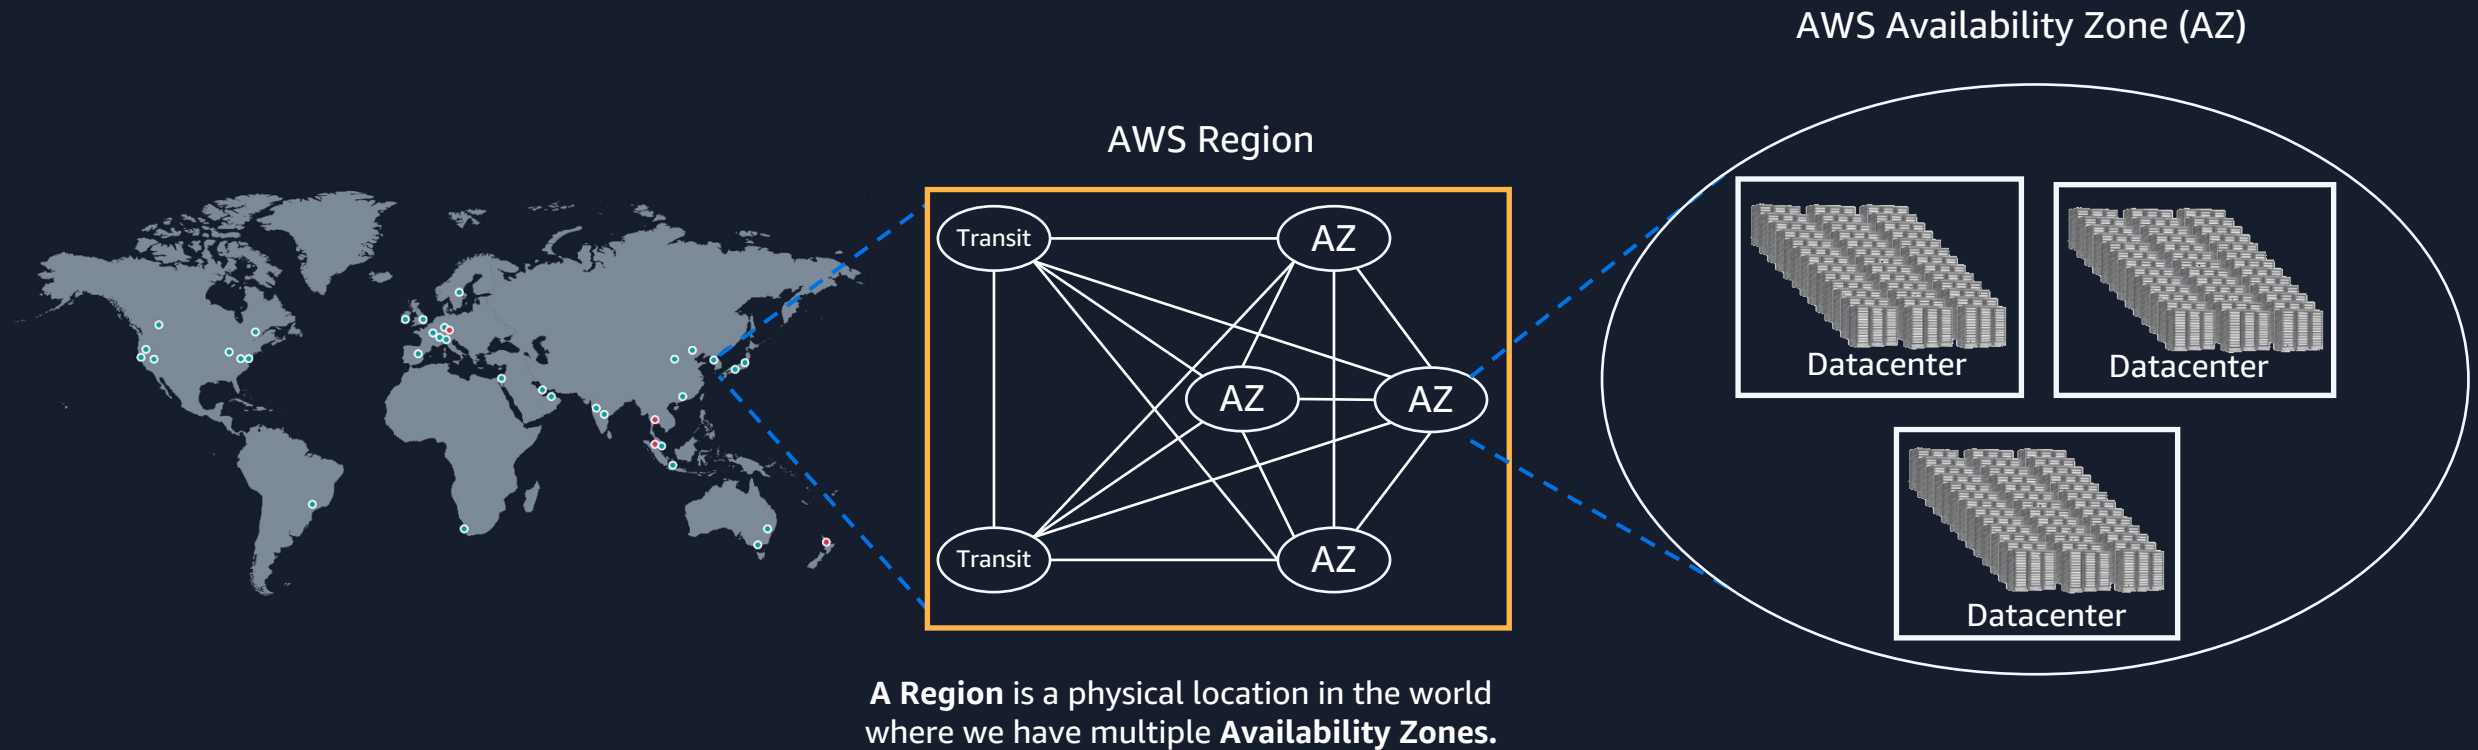 AWS Availability Zone (AZ)
AWS Region
Transit
AZ
AZ
AZ
Transit
AZ
Datacenter
Datacenter
Datacenter
A Region is a physical location in the world
where we have multiple Availability Zones.